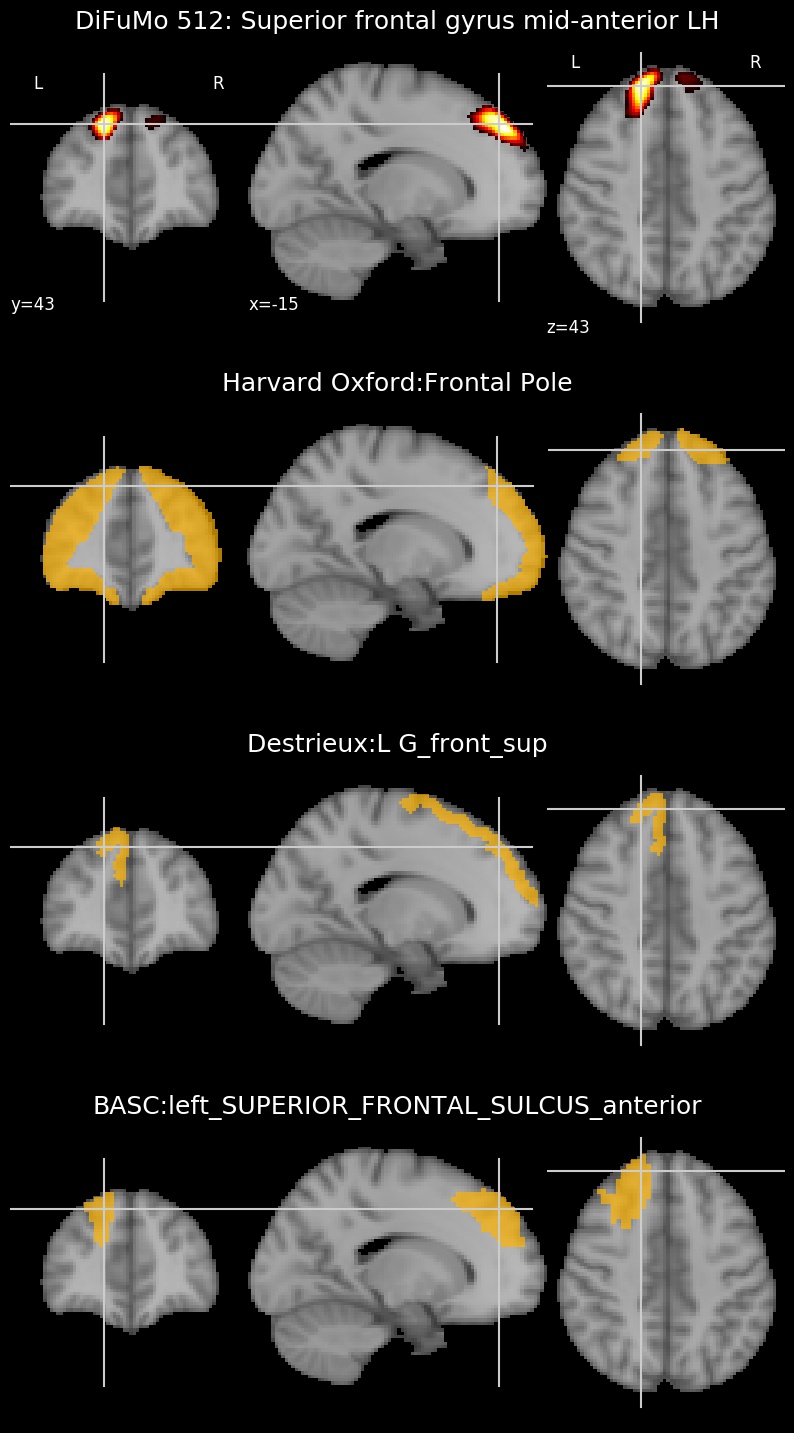 DiFuMo 512: Superior frontal gyrus mid-anterior LH
L R L R
y=43 x=-15 z=43
Harvard Oxford:Frontal Pole
Destrieux:L G_front_sup
BASC:left_SUPERIOR_FRONTAL_SULCUS_anterior